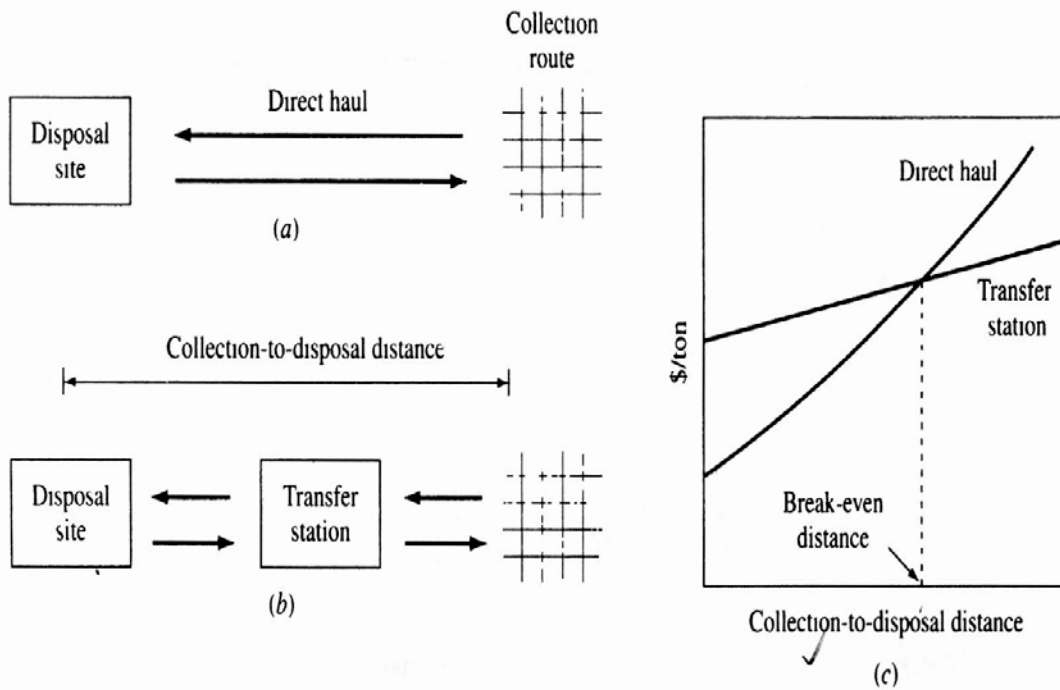 Collection
route
Disposal
site
Direct haul
(a)
Collection-to-disposal distance
Disposal
site
Transfer
station
(b)
Direct haul
Transfer
station
$/ton
Break-even
distance
Collection-to-disposal distance
(c)